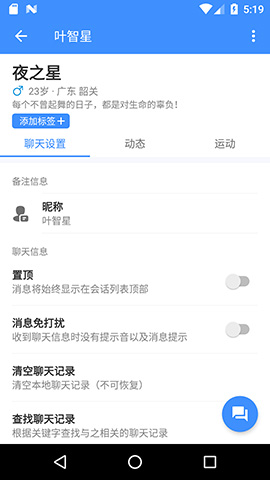 5:19
叶智星
夜之星
23岁 · 广东 韶关
每个不曾起舞的日子，都是对生命的辜负！
添加标签+
聊天设置 动态 运动
备注信息
昵称
叶智星
聊天信息
置顶
消息将始终显示在会话列表顶部
消息免打扰
收到聊天信息时没有提示音以及消息提示
清空聊天记录
清空本地聊天记录（不可恢复）
查找聊天记录
根据关键字查找与之相关的聊天记录